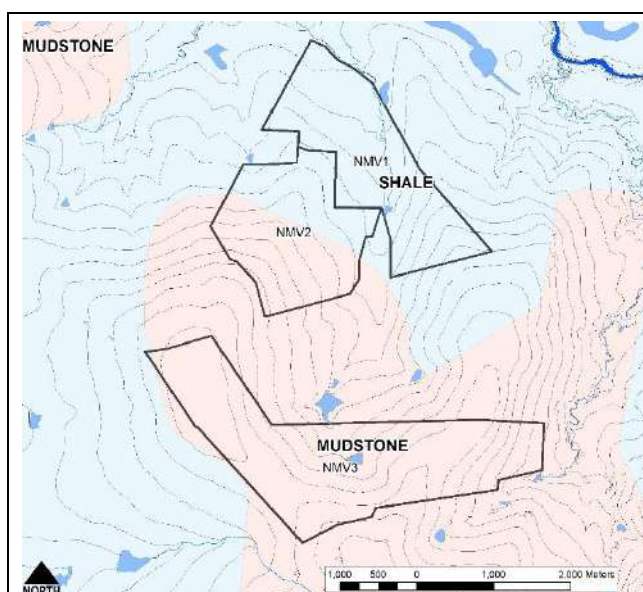 MUDSTONE
NMV1
SHALE
NMV2
MUDSTONE
NMV3
NORTH
1,000 500 0 1,000 2,000 Meters